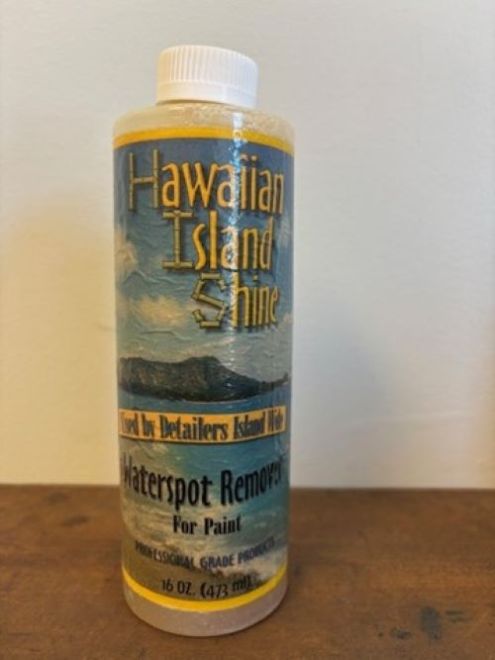 Hawaiian
Island
Shine
Used by Detailers Island Wide
Waterspot Remover
For Paint
PROFESSIONAL GRADE PRODUCTS
16 OZ. (473 ml)